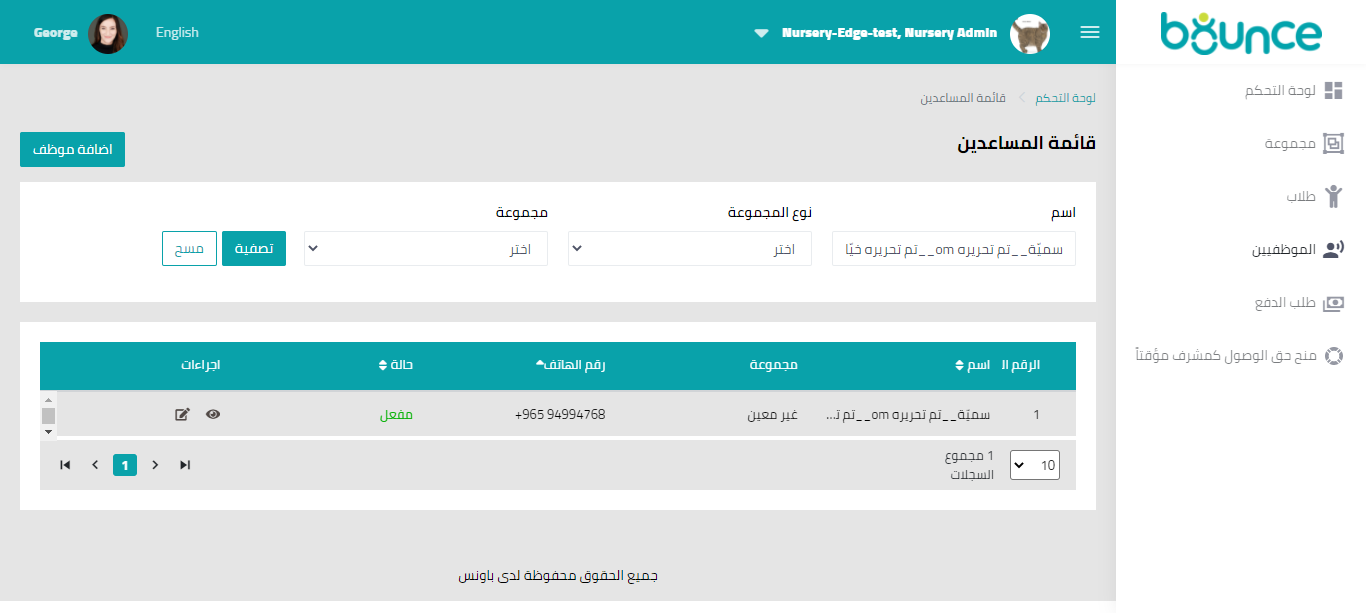 bounce
Nursery-Edge-test, Nursery Admin
English
George
لوحة التحكم
مجموعة
طلاب
الموظفيين
طلب الدفع
منح حق الوصول كمشرف مؤقتاً
لوحة التحكم
قائمة المساعدين
قائمة المساعدين
اضافة موظف
اسم
نوع المجموعة
مجموعة
سميّة__تم تحريره om__تم تحريره خيّا
اختر
اختر
تصفية
مسح
الرقم ال
اسم
مجموعة
رقم الهاتف
حالة
اجراءات
1
سميّة__تم تحريره om__تم ت...
غير معين
+965 94994768
مفعل
10
1 مجموع
السجلات
1
جميع الحقوق محفوظة لدى باونس